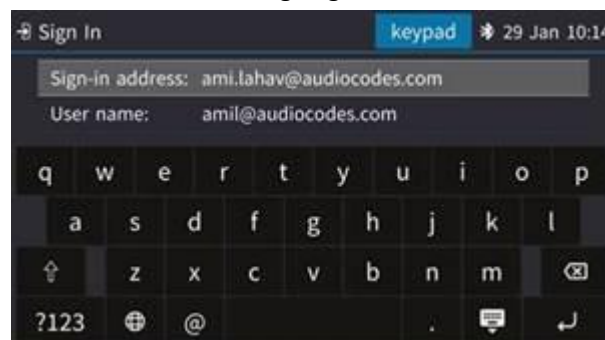 Sign In keypad 29 Jan 10:14
Sign-in address: ami.lahav@audiocodes.com
User name: amil@audiocodes.com
q w e r t y u i o p
a s d f g h j k l
z x c v b n m
?123 @ .